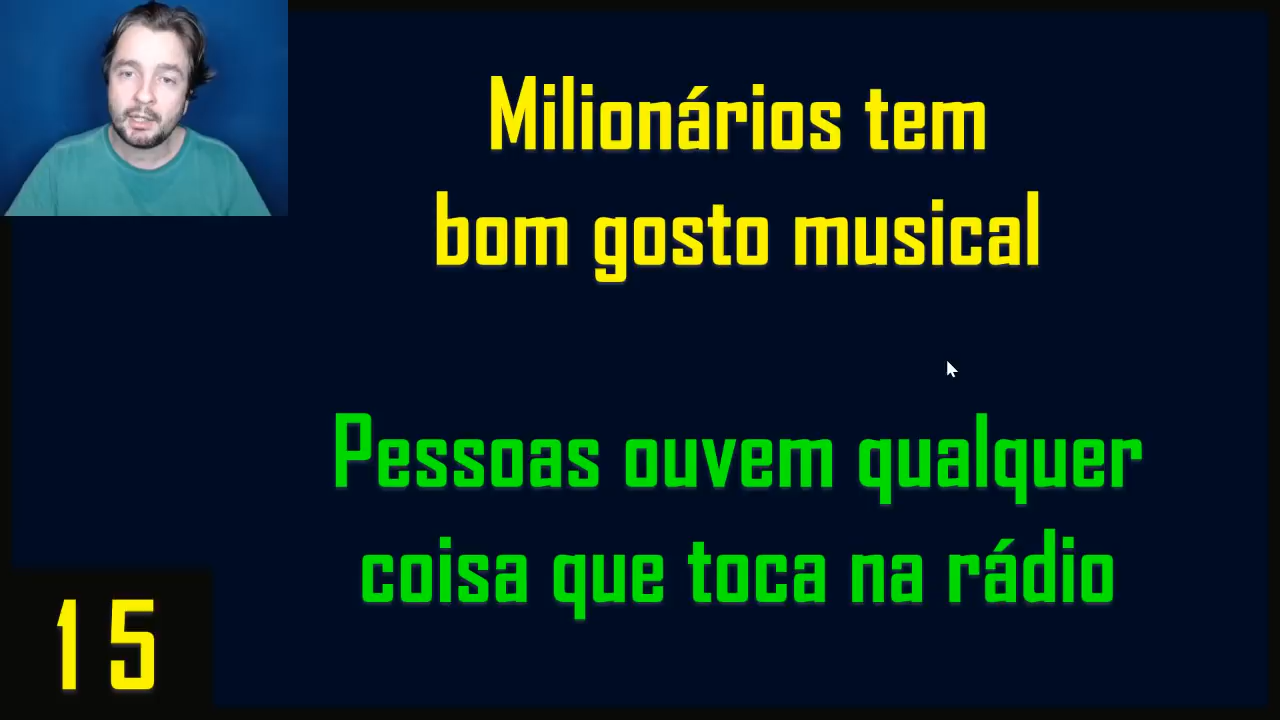 Milionários tem
bom gosto musical
Pessoas ouvem qualquer
coisa que toca na rádio
15